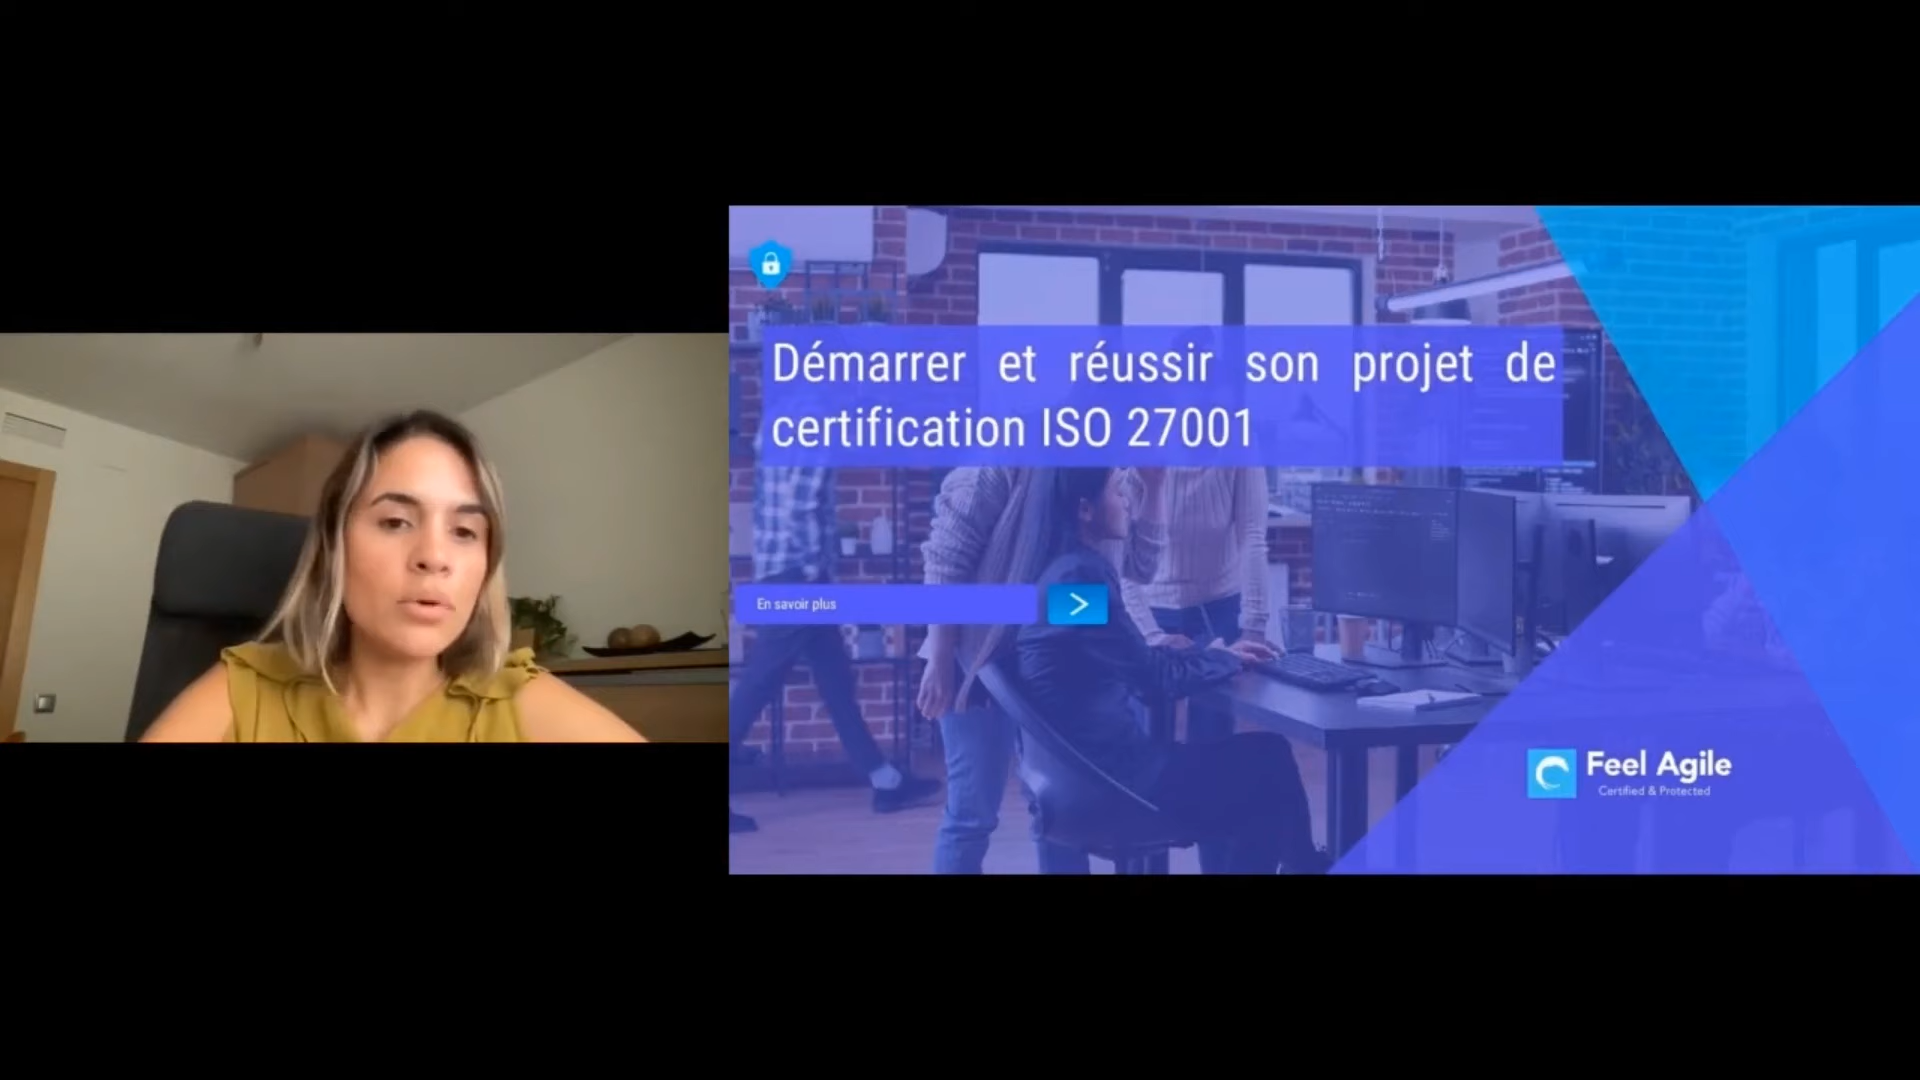 Démarrer et réussir son projet de
certification ISO 27001
En savoir plus
Feel Agile
Certified & Protected